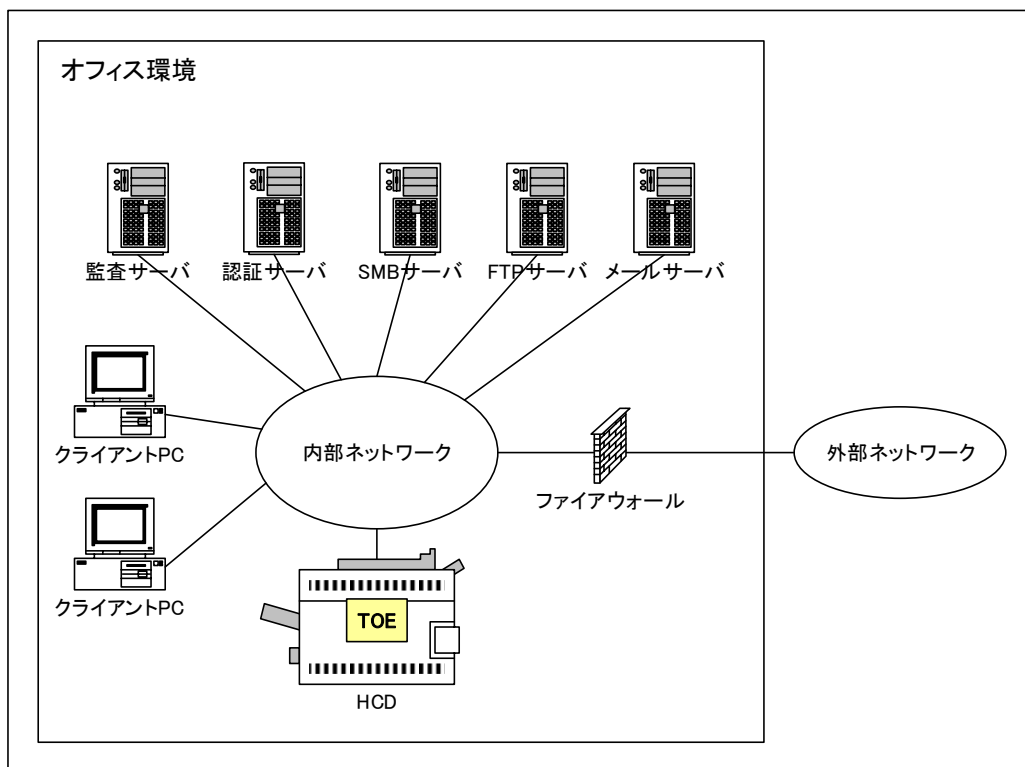 オフィス環境
監査サーバ
認証サーバ
SMBサーバ
FTPサーバ
メールサーバ
クライアントPC
内部ネットワーク
外部ネットワーク
ファイアウォール
クライアントPC
TOE
HCD